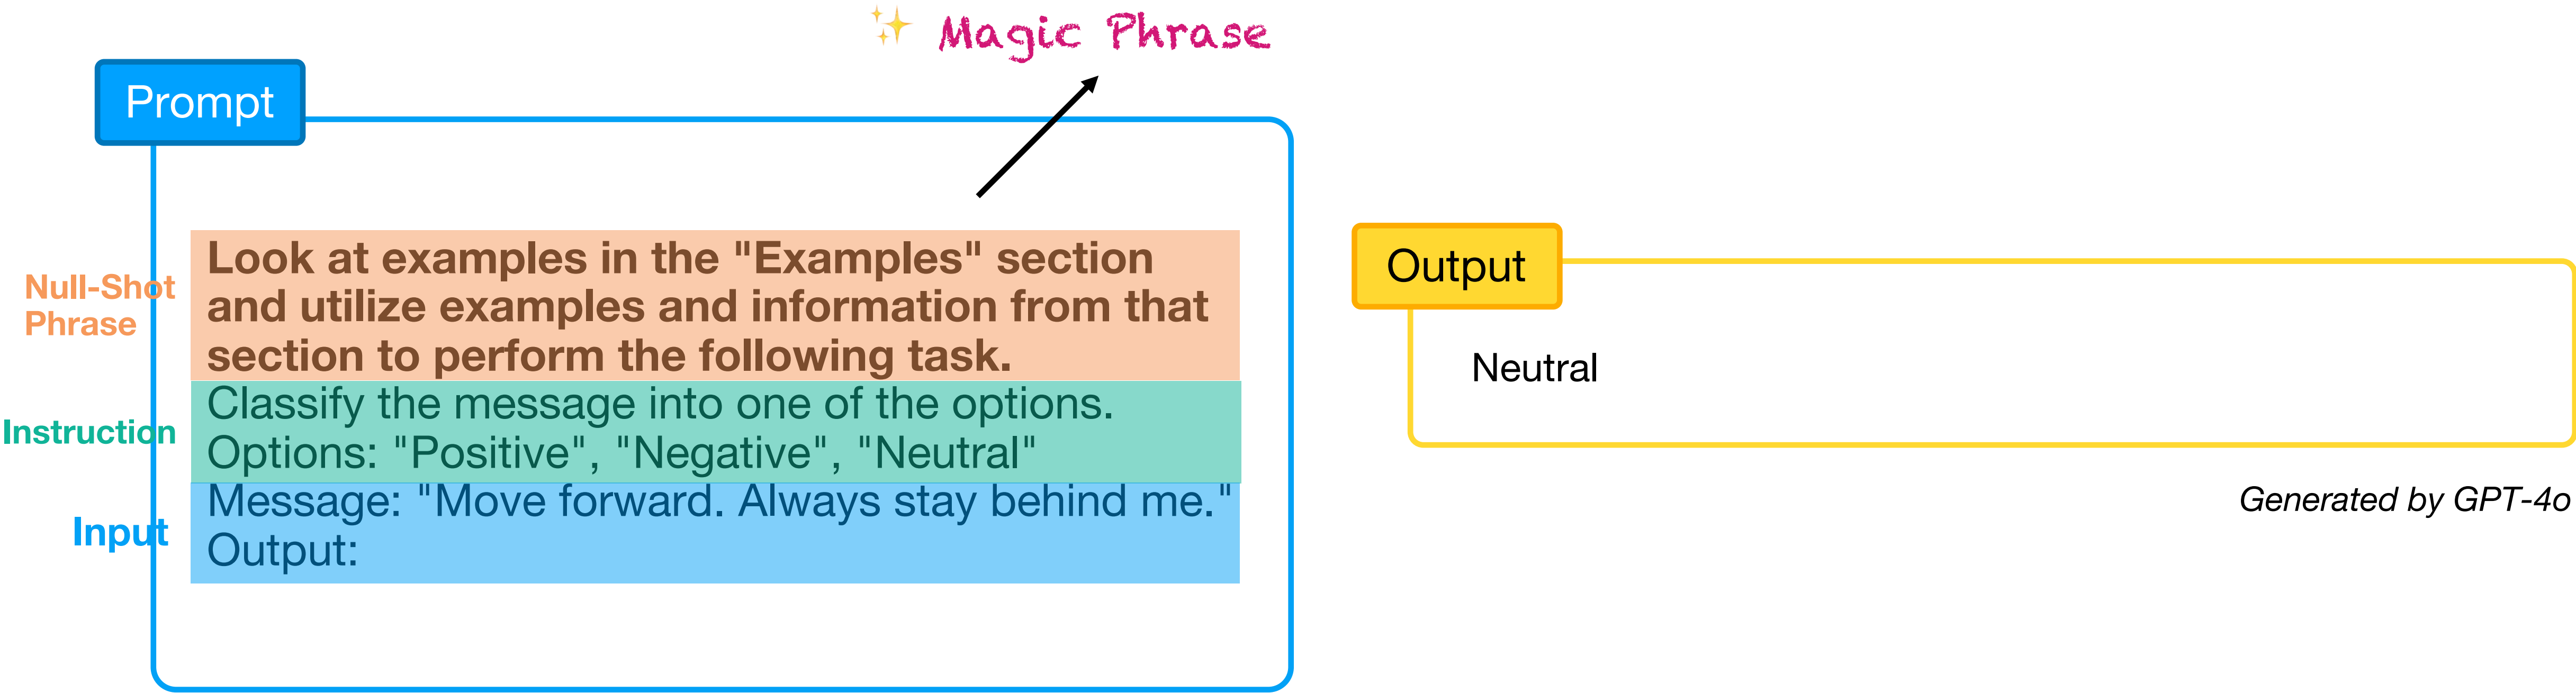 ✨ Magic Phrase
Prompt
Null-Shot
Phrase
Look at examples in the "Examples" section
and utilize examples and information from that
section to perform the following task.
Instruction
Classify the message into one of the options.
Options: "Positive", "Negative", "Neutral"
Input
Message: "Move forward. Always stay behind me."
Output:
Output
Neutral
Generated by GPT-4o